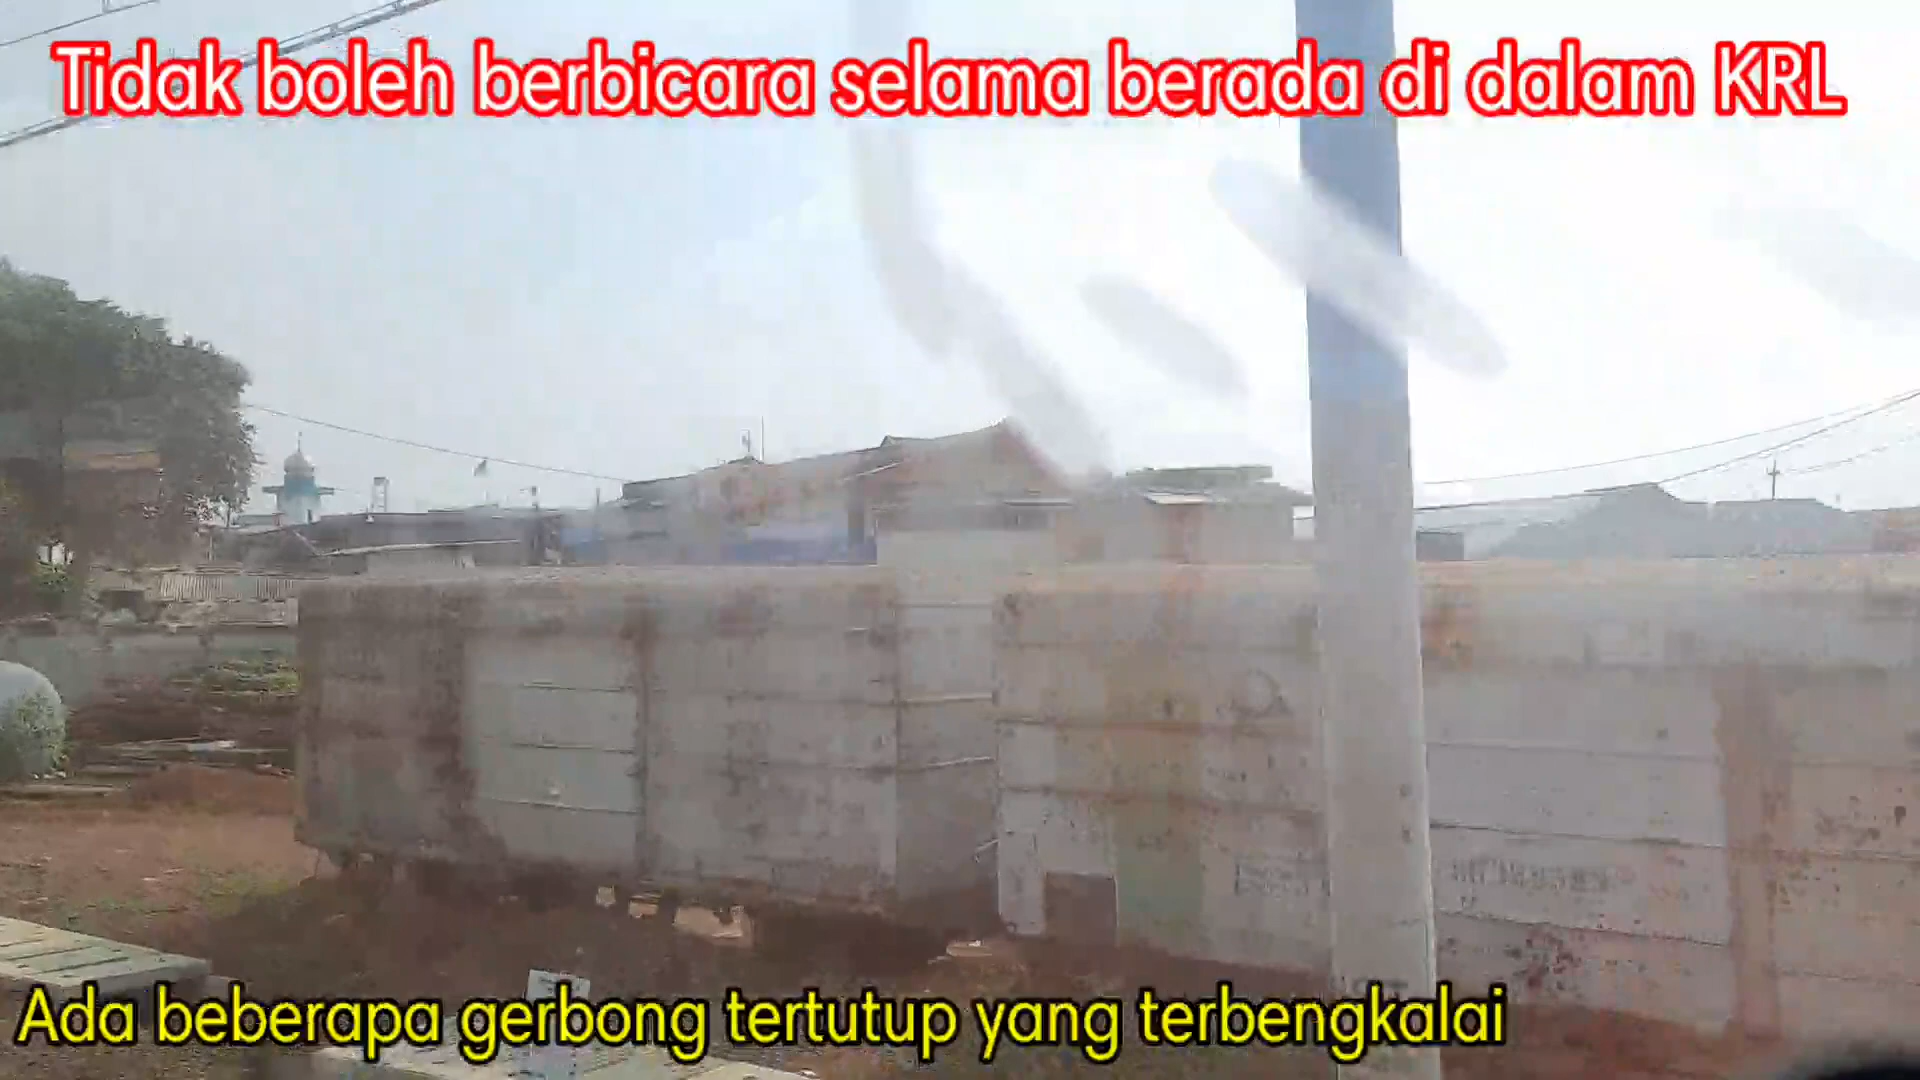 Tidak boleh berbicara selama berada di dalam KRL
Ada beberapa gerbong tertutup yang terbengkalai